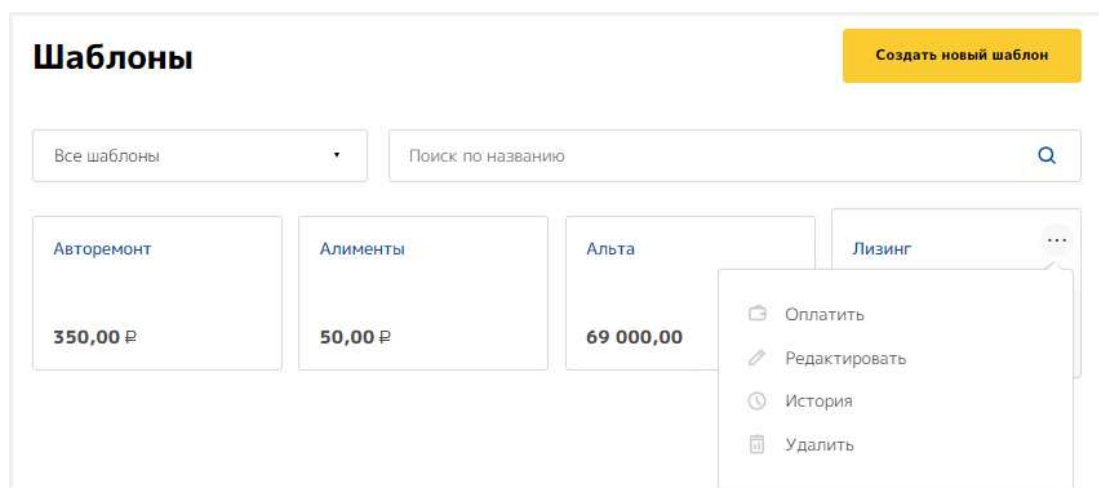 Шаблоны
Создать новый шаблон
Все шаблоны
Поиск по названию
Авторемонт
Алименты
Альта
Лизинг
350,00 ₽
50,00 ₽
69 000,00
Оплатить
Редактировать
История
Удалить